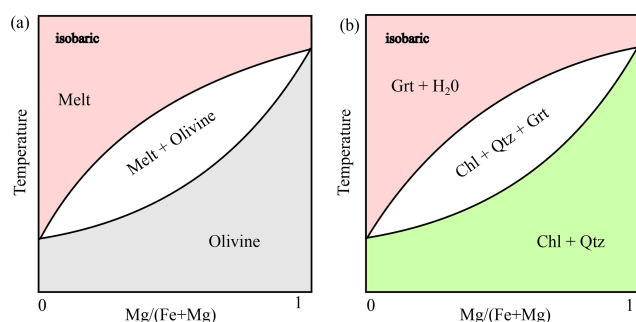 (a)
isobaric
Melt
Melt + Olivine
Olivine
Temperature
0
1
Mg/(Fe+Mg)
(b)
isobaric
Grt + H₂0
Chl + Qtz + Grt
Chl + Qtz
Temperature
0
1
Mg/(Fe+Mg)